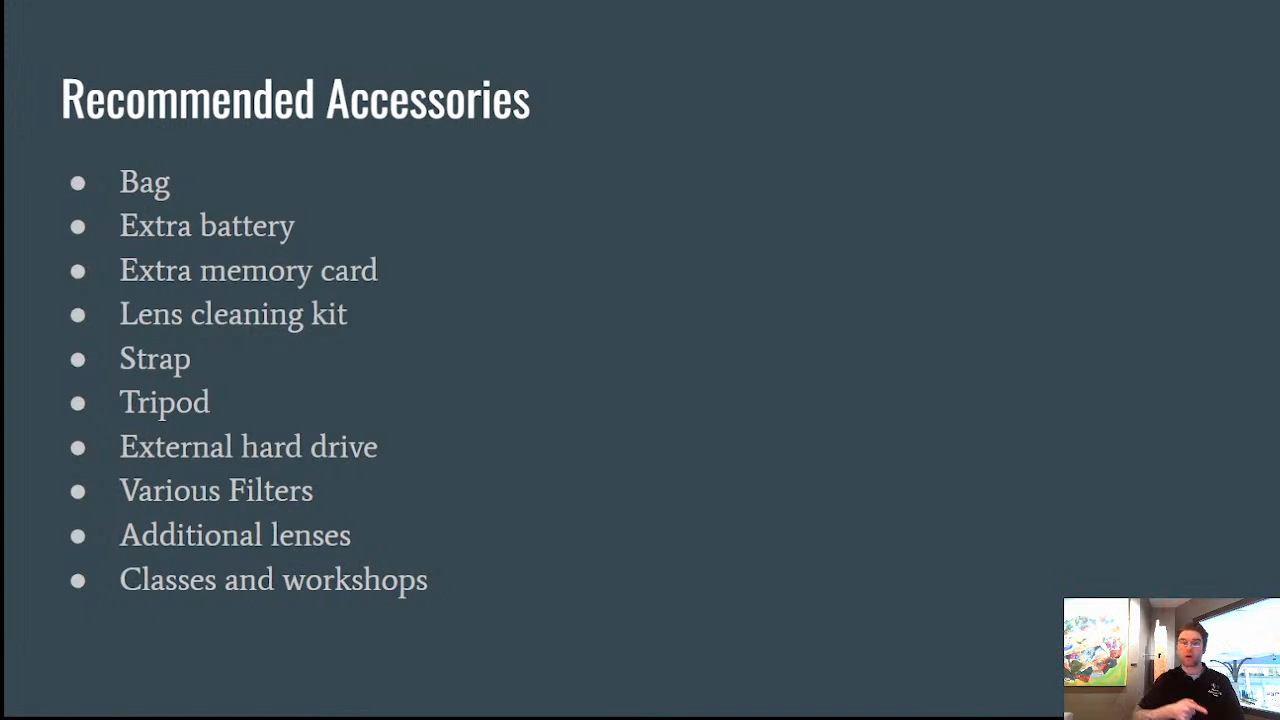 Recommended Accessories
Bag
Extra battery
Extra memory card
Lens cleaning kit
Strap
Tripod
External hard drive
Various Filters
Additional lenses
Classes and workshops